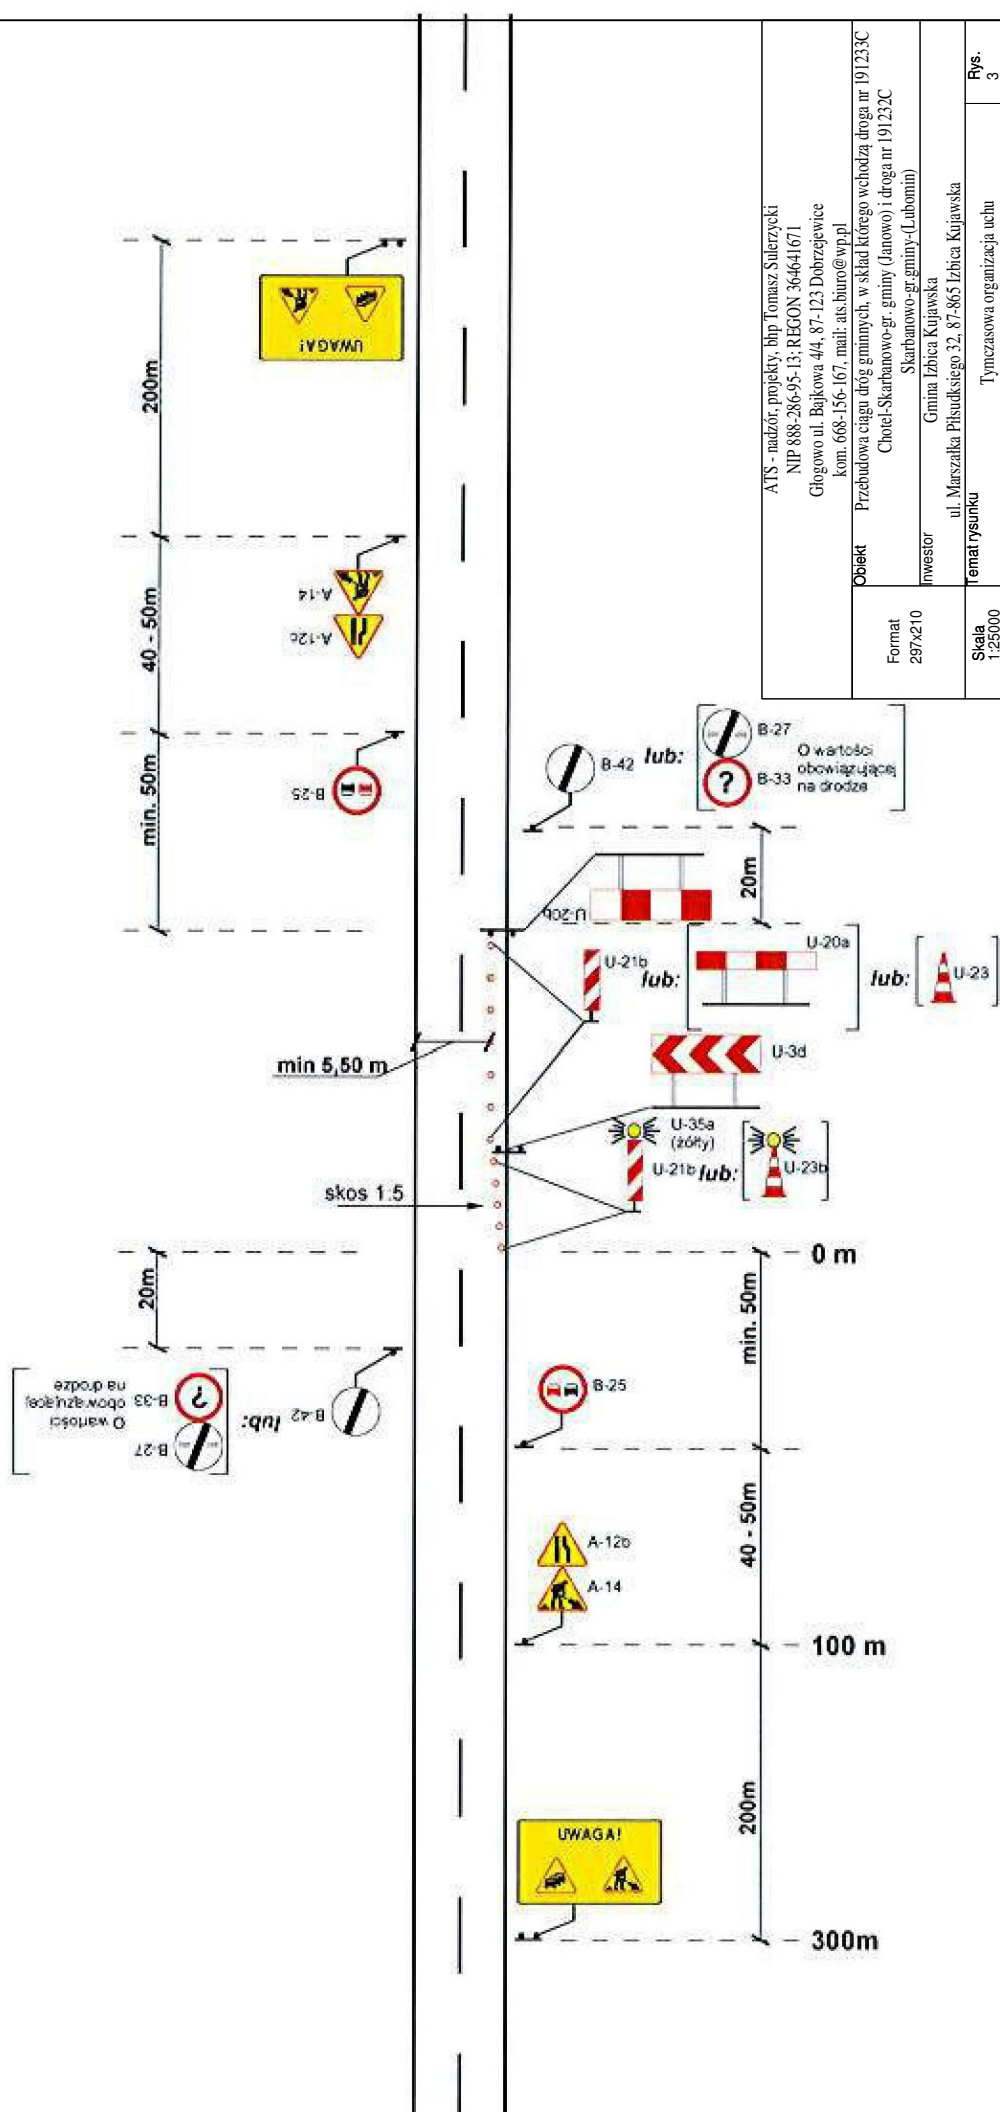 UWAGA!
200m
A-14
A-12c
40 - 50m
B-25
min. 50m
B-42
lub:
B-27
B-33
O wartości
obowiązującej
na drodze
20m
U-20b
U-21b
lub:
U-20a
lub:
U-23
U-3d
min 5,50 m
U-35a
(żółty)
U-21b
lub:
U-23b
skos 1:5
0 m
20m
B-42
lub:
B-27
B-33
O wartości
obowiązującej
na drodze
min. 50m
B-25
40 - 50m
A-12b
A-14
100 m
200m
UWAGA!
300m
ATS - nadzór, projekty, bhp Tomasz Sulerzycki
NIP 888-286-95-13; REGON 364641671
Głogowo ul. Bajkowa 4/4, 87-123 Dobrzejewice
kom. 668-156-167, mail: ats.biuro@wp.pl
Format
297x210
Obiekt
Przebudowa ciągu dróg gminnych, w skład którego wchodzą droga nr 191233C
Chotel-Skarbanowo-gr. gminy (Janowo) i droga nr 191232C
Skarbanowo-gr.gminy-(Lubomin)
Inwestor
Gmina Izbica Kujawska
ul. Marszałka Piłsudksiego 32, 87-865 Izbica Kujawska
Skala
1:25000
Temat rysunku
Tymczasowa organizacja uchu
Rys.
3